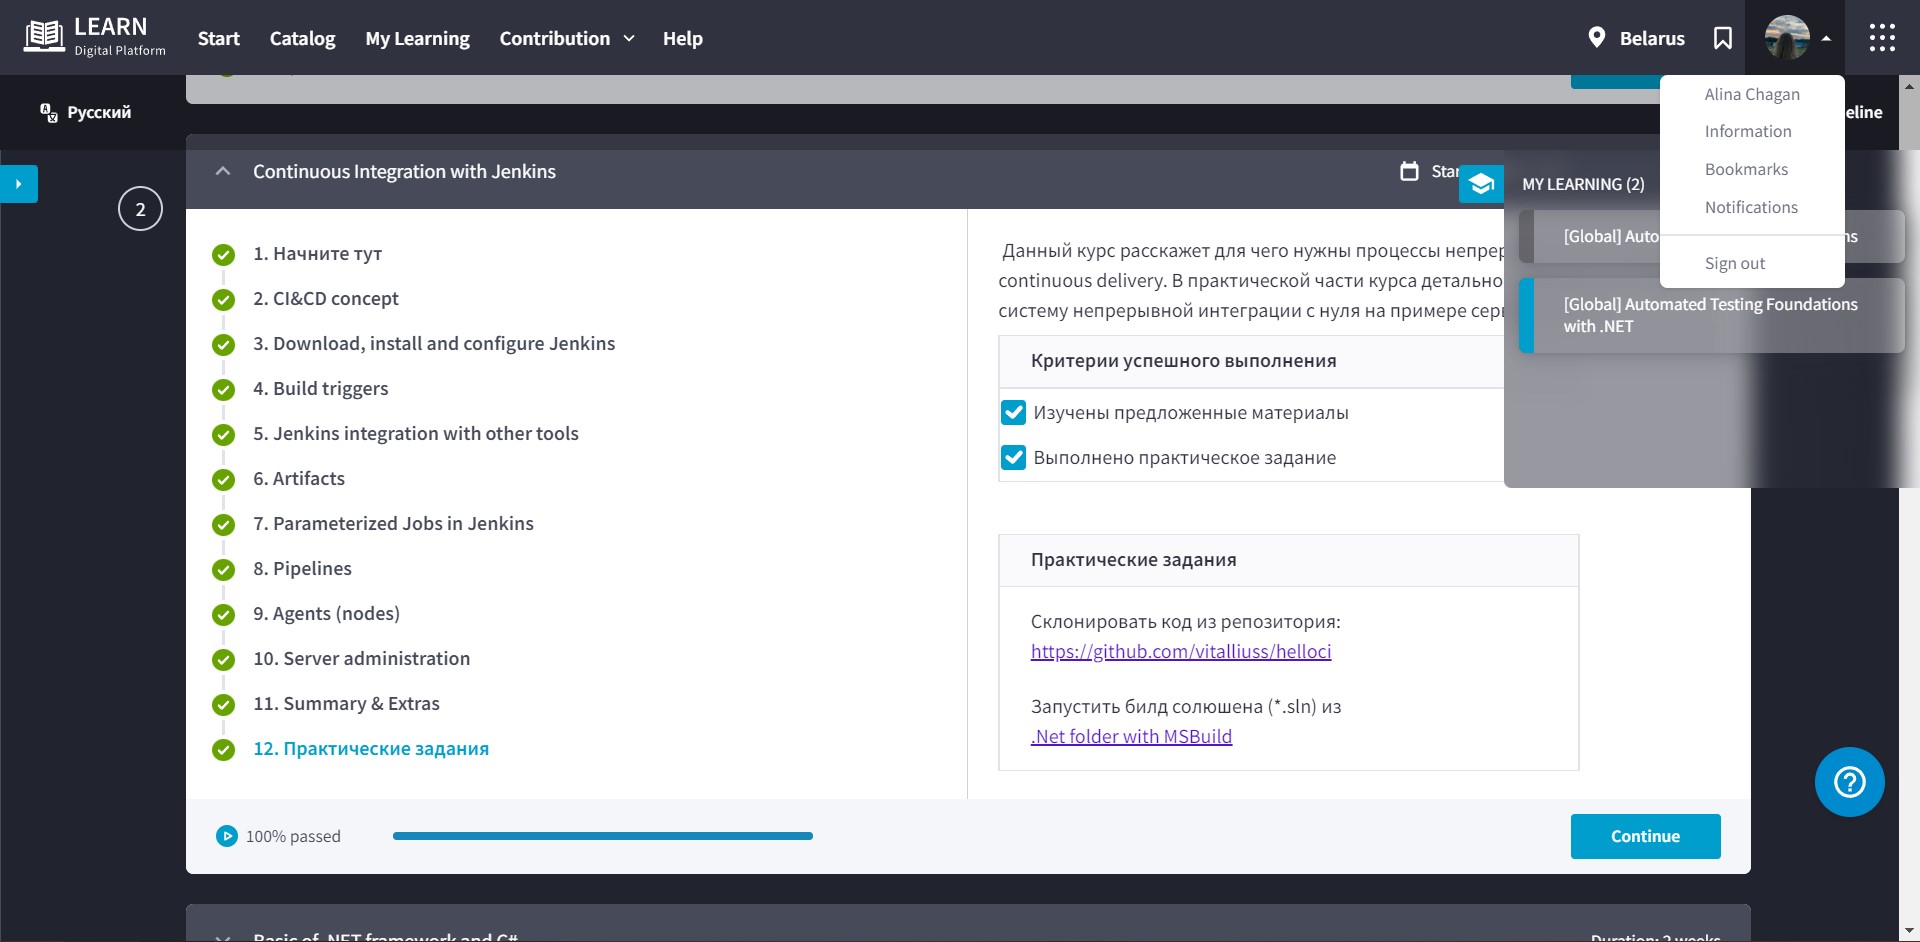 LEARN
Digital Platform
Start
Catalog
My Learning
Contribution
Help
Belarus
Alina Chagan
Information
Bookmarks
Notifications
Sign out
Русский
eline
2
Continuous Integration with Jenkins
Star
MY LEARNING (2)
[Global] Auto ns
[Global] Automated Testing Foundations
with .NET
1. Начните тут
2. CI&CD concept
3. Download, install and configure Jenkins
4. Build triggers
5. Jenkins integration with other tools
6. Artifacts
7. Parameterized Jobs in Jenkins
8. Pipelines
9. Agents (nodes)
10. Server administration
11. Summary & Extras
12. Практические задания
Данный курс расскажет для чего нужны процессы непрер
continuous delivery. В практической части курса детально
систему непрерывной интеграции с нуля на примере сер
Критерии успешного выполнения
Изучены предложенные материалы
Выполнено практическое задание
Практические задания
Склонировать код из репозитория:
https://github.com/vitalliuss/helloci
Запустить билд солюшена (*.sln) из
.Net folder with MSBuild
100% passed
Continue
Basic of .NET framework and C#
Duration: 2 weeks